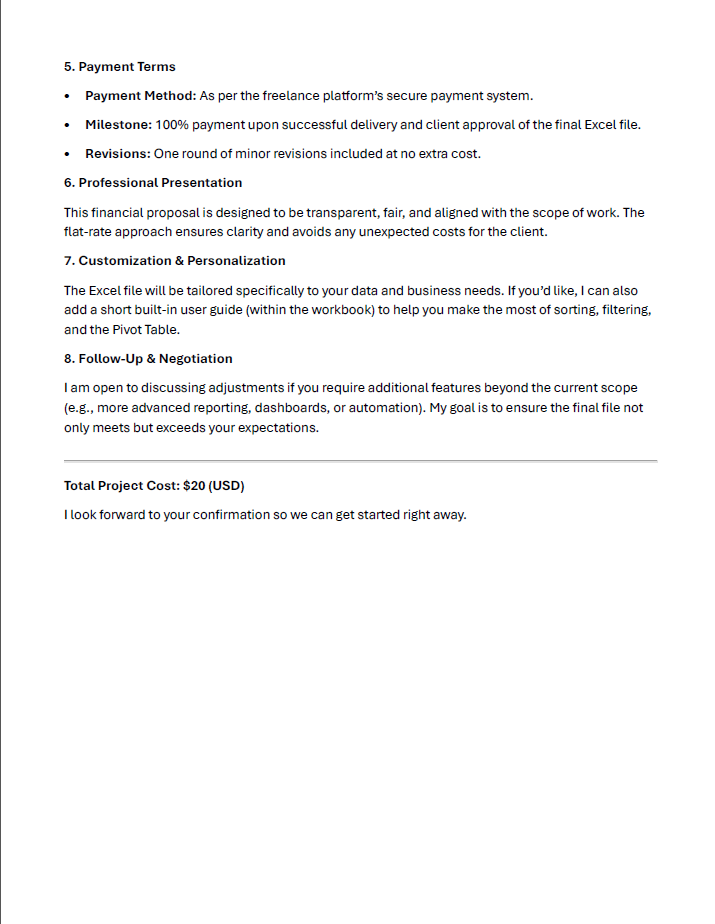 5. Payment Terms
• Payment Method: As per the freelance platform’s secure payment system.
• Milestone: 100% payment upon successful delivery and client approval of the final Excel file.
• Revisions: One round of minor revisions included at no extra cost.
6. Professional Presentation
This financial proposal is designed to be transparent, fair, and aligned with the scope of work. The
flat-rate approach ensures clarity and avoids any unexpected costs for the client.
7. Customization & Personalization
The Excel file will be tailored specifically to your data and business needs. If you’d like, I can also
add a short built-in user guide (within the workbook) to help you make the most of sorting, filtering,
and the Pivot Table.
8. Follow-Up & Negotiation
I am open to discussing adjustments if you require additional features beyond the current scope
(e.g., more advanced reporting, dashboards, or automation). My goal is to ensure the final file not
only meets but exceeds your expectations.
Total Project Cost: $20 (USD)
I look forward to your confirmation so we can get started right away.